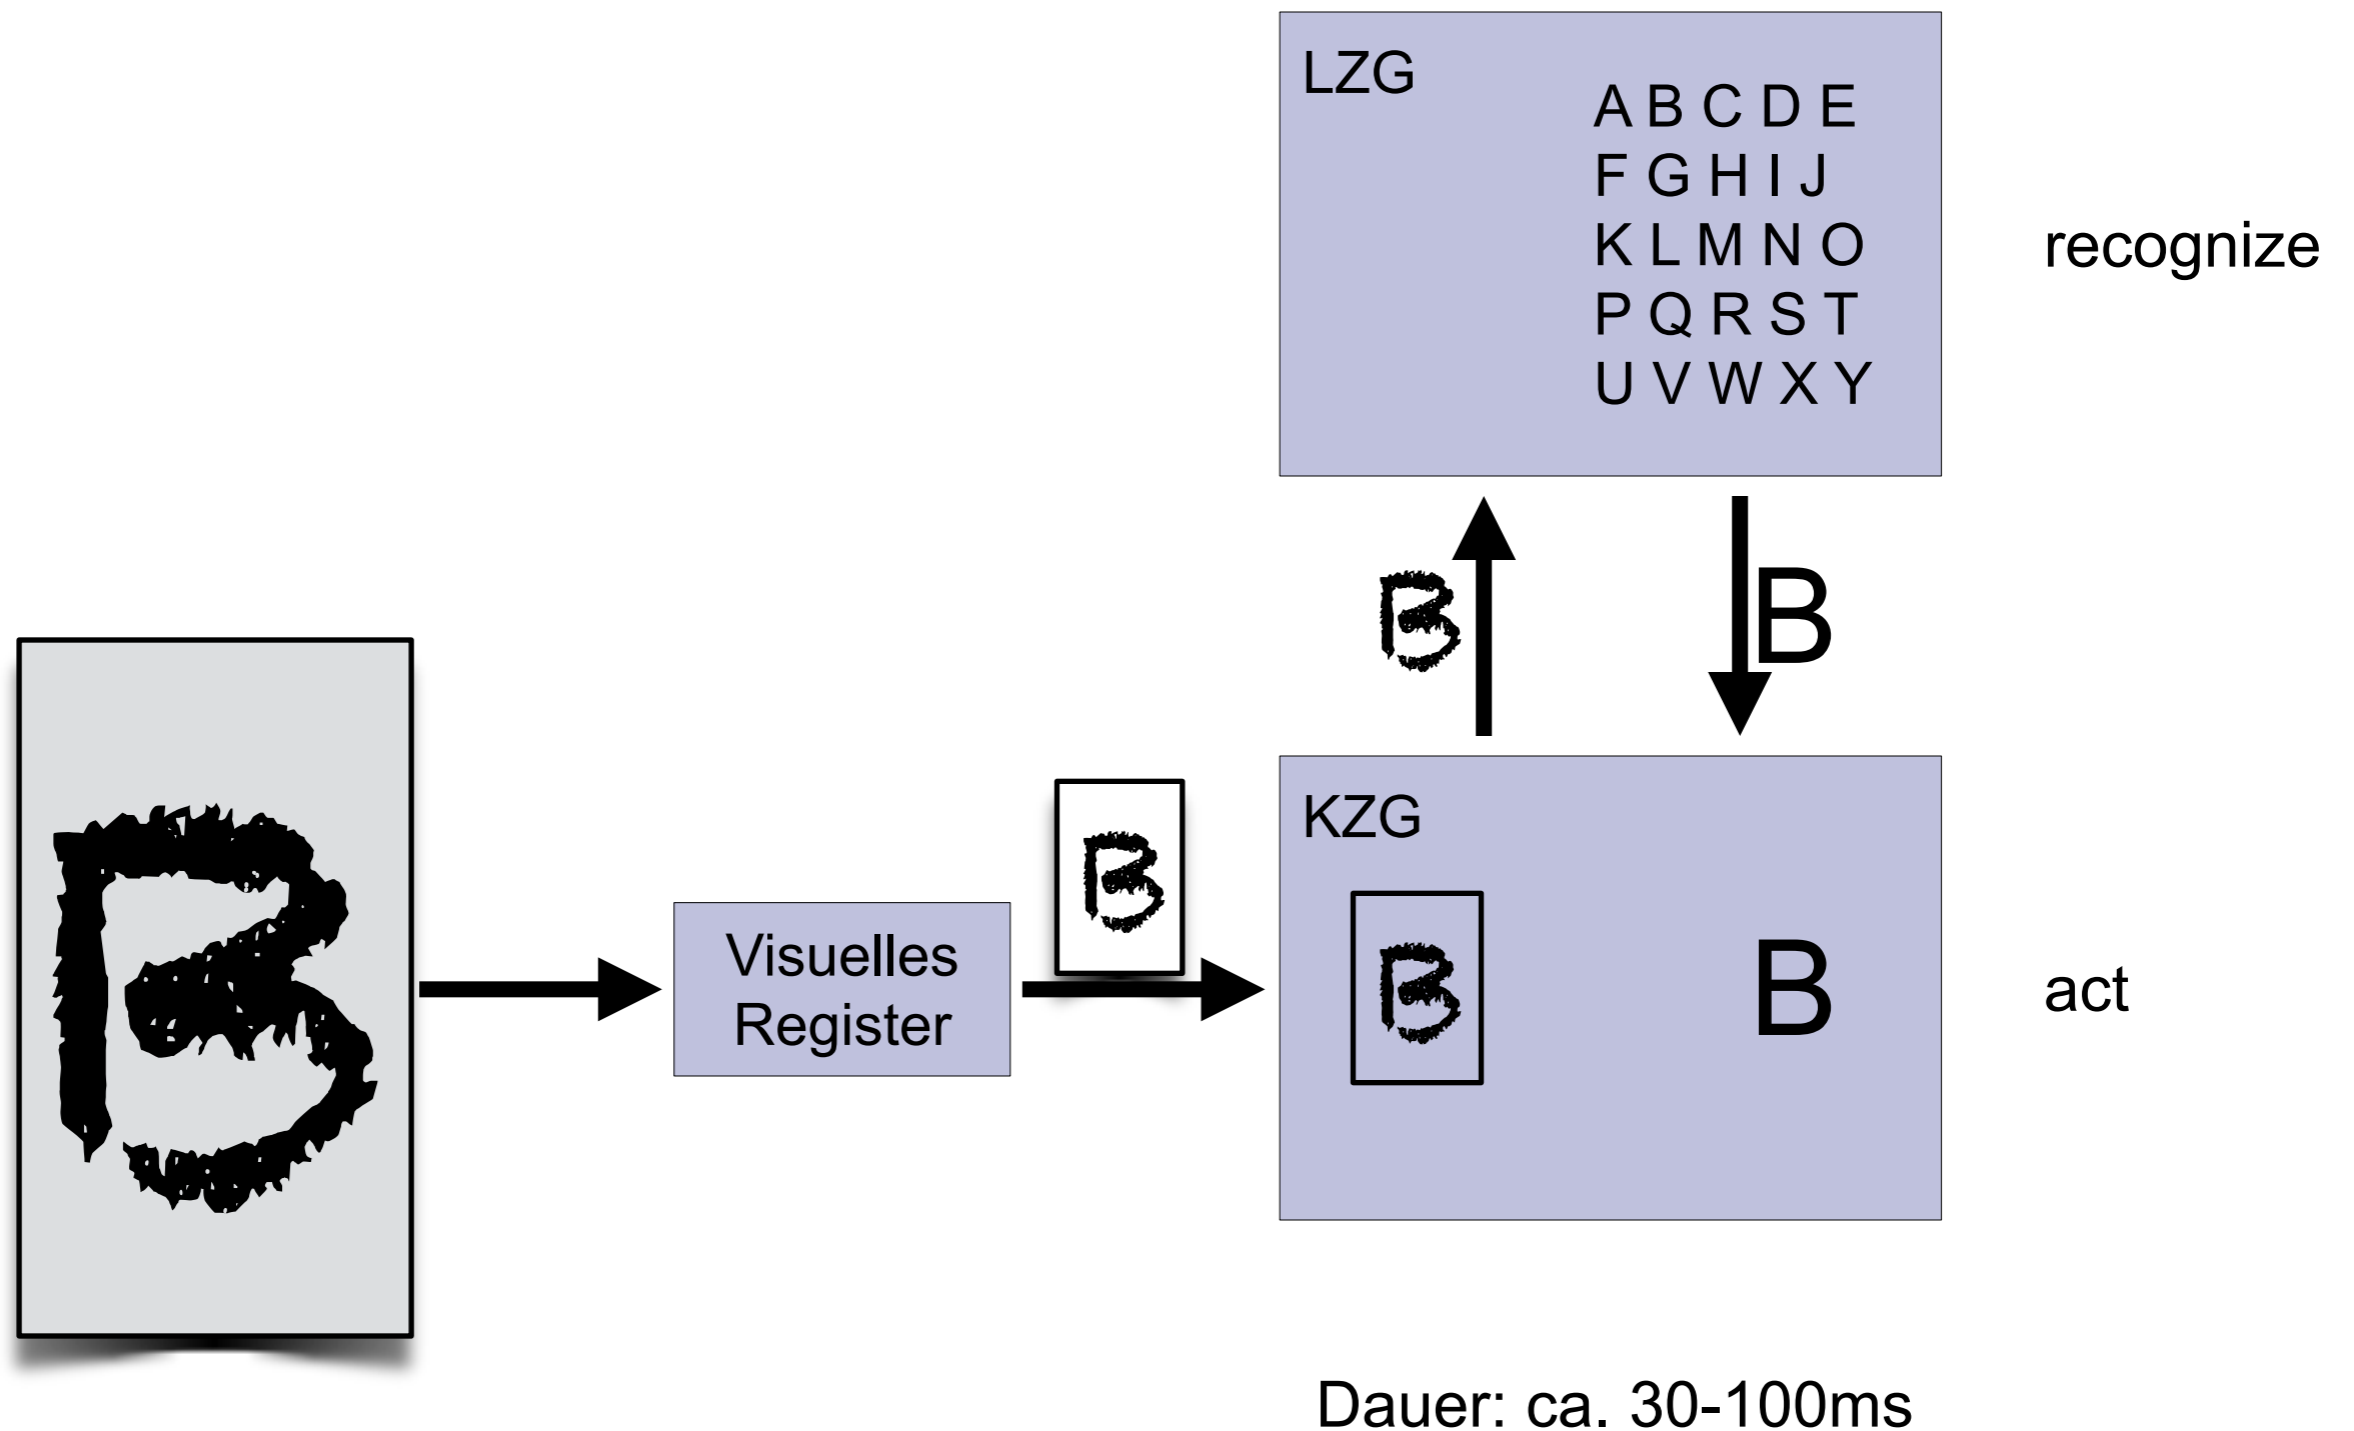 LZG
A B C D E
F G H I J
K L M N O
P Q R S T
U V W X Y
recognize
B
B
B
Visuelles
Register
B
KZG
B
B
act
Dauer: ca. 30-100ms